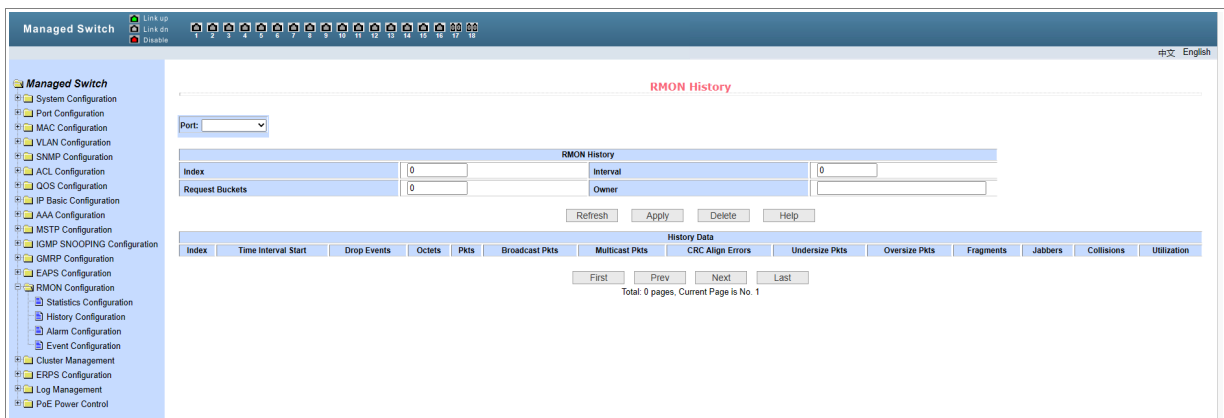 Managed Switch
Link up
Link dn
Disable
1 2 3 4 5 6 7 8 9 10 11 12 13 14 15 16 17 18
中文 English
Managed Switch
System Configuration
Port Configuration
MAC Configuration
VLAN Configuration
SNMP Configuration
ACL Configuration
QOS Configuration
IP Basic Configuration
AAA Configuration
MSTP Configuration
IGMP SNOOPING Configuration
GMRP Configuration
EAPS Configuration
RMON Configuration
Statistics Configuration
History Configuration
Alarm Configuration
Event Configuration
Cluster Management
ERPS Configuration
Log Management
PoE Power Control
RMON History
Port:
RMON History
Index 0 Interval 0
Request Buckets 0 Owner
Refresh Apply Delete Help
History Data
Index Time Interval Start Drop Events Octets Pkts Broadcast Pkts Multicast Pkts CRC Align Errors Undersize Pkts Oversize Pkts Fragments Jabbers Collisions Utilization
First Prev Next Last
Total: 0 pages, Current Page is No. 1